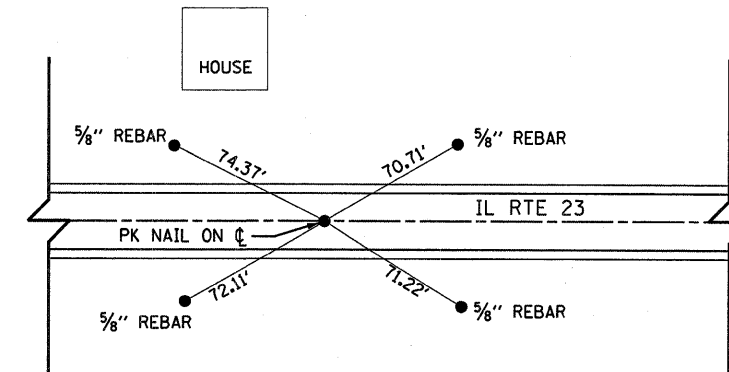 HOUSE
⅝" REBAR
⅝" REBAR
74.37'
70.71'
IL RTE 23
PK NAIL ON ℄
72.11'
71.22'
⅝" REBAR
⅝" REBAR